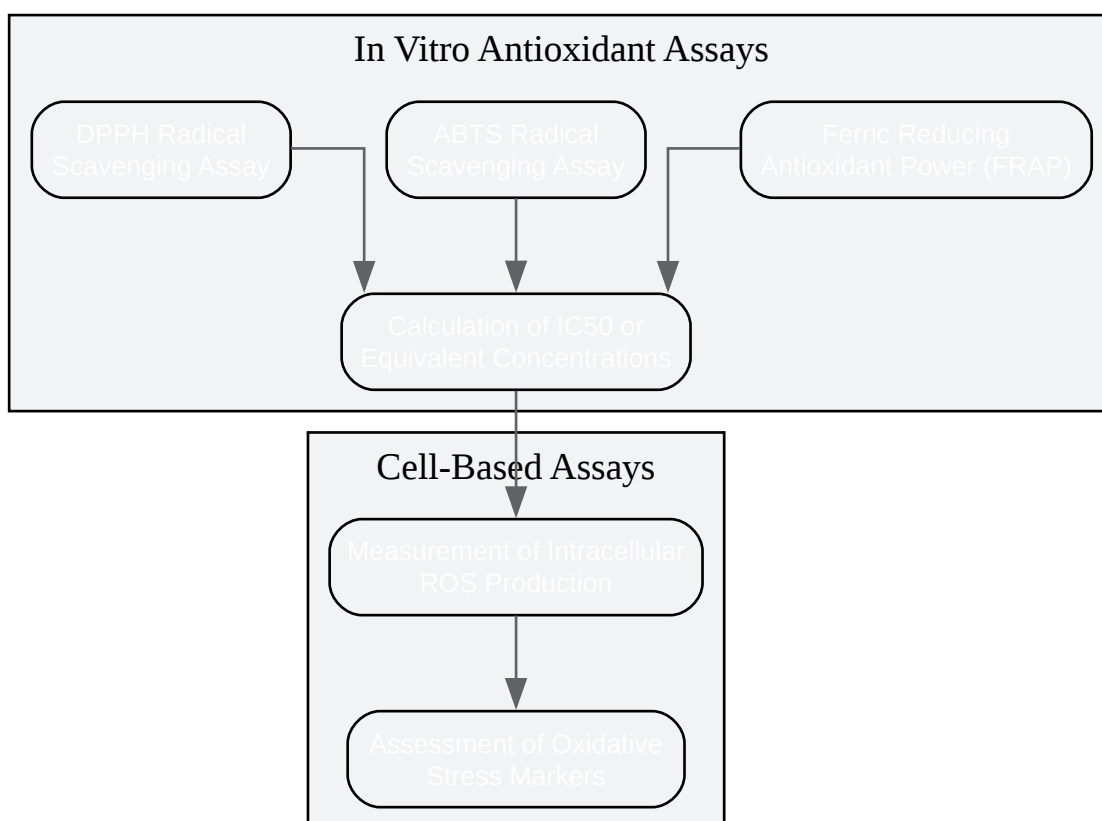 In Vitro Antioxidant Assays
DPPH Radical
Scavenging Assay
ABTS Radical
Scavenging Assay
Ferric Reducing
Antioxidant Power (FRAP)
Calculation of IC50 or
Equivalent Concentrations
Cell-Based Assays
Measurement of Intracellular
ROS Production
Assessment of Oxidative
Stress Markers